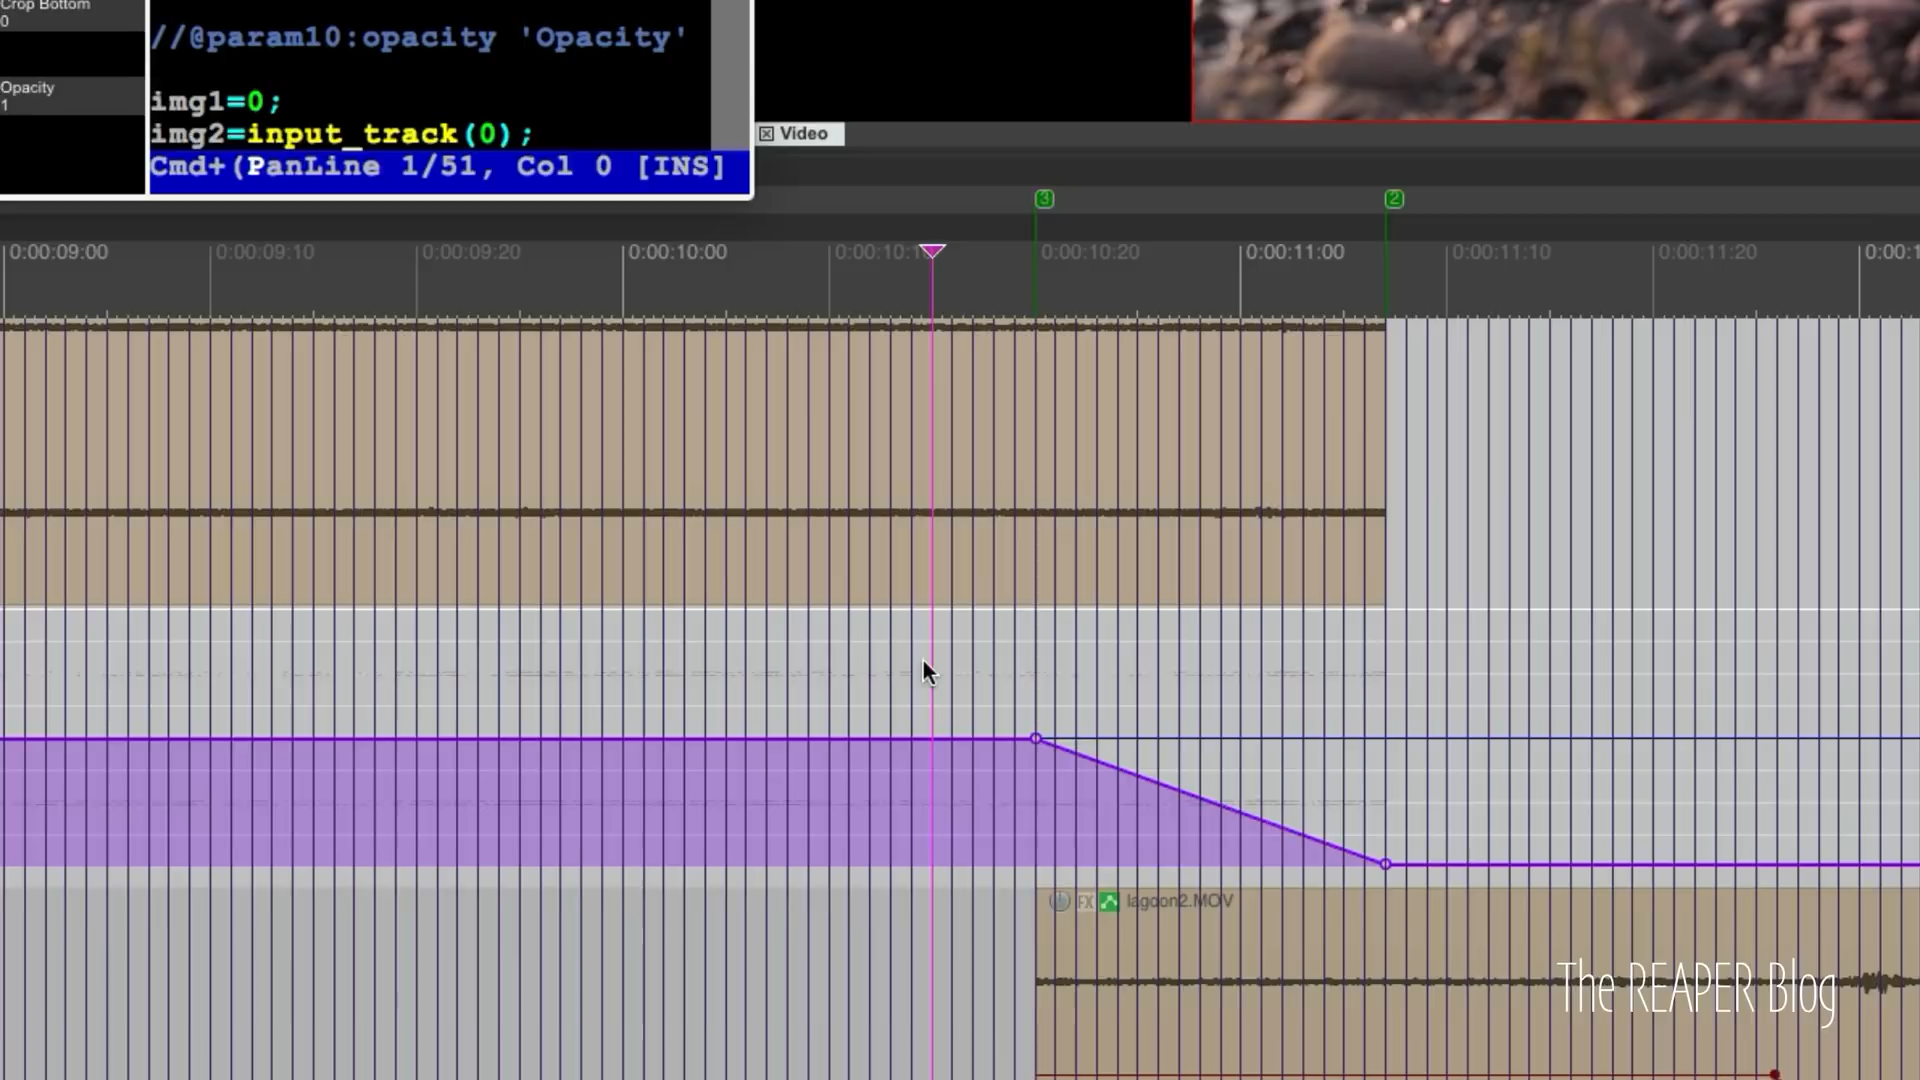 Crop Bottom
0
//@param10:opacity 'Opacity'
Opacity
1
img1=0;
img2=input_track(0);
Cmd+(PanLine 1/51, Col 0 [INS]
Video
3
2
0:00:09:00
0:00:09:10
0:00:09:20
0:00:10:00
0:00:10:20
0:00:11:00
0:00:11:10
0:00:11:20
FX
lagoon2.MOV
The REAPER Blog